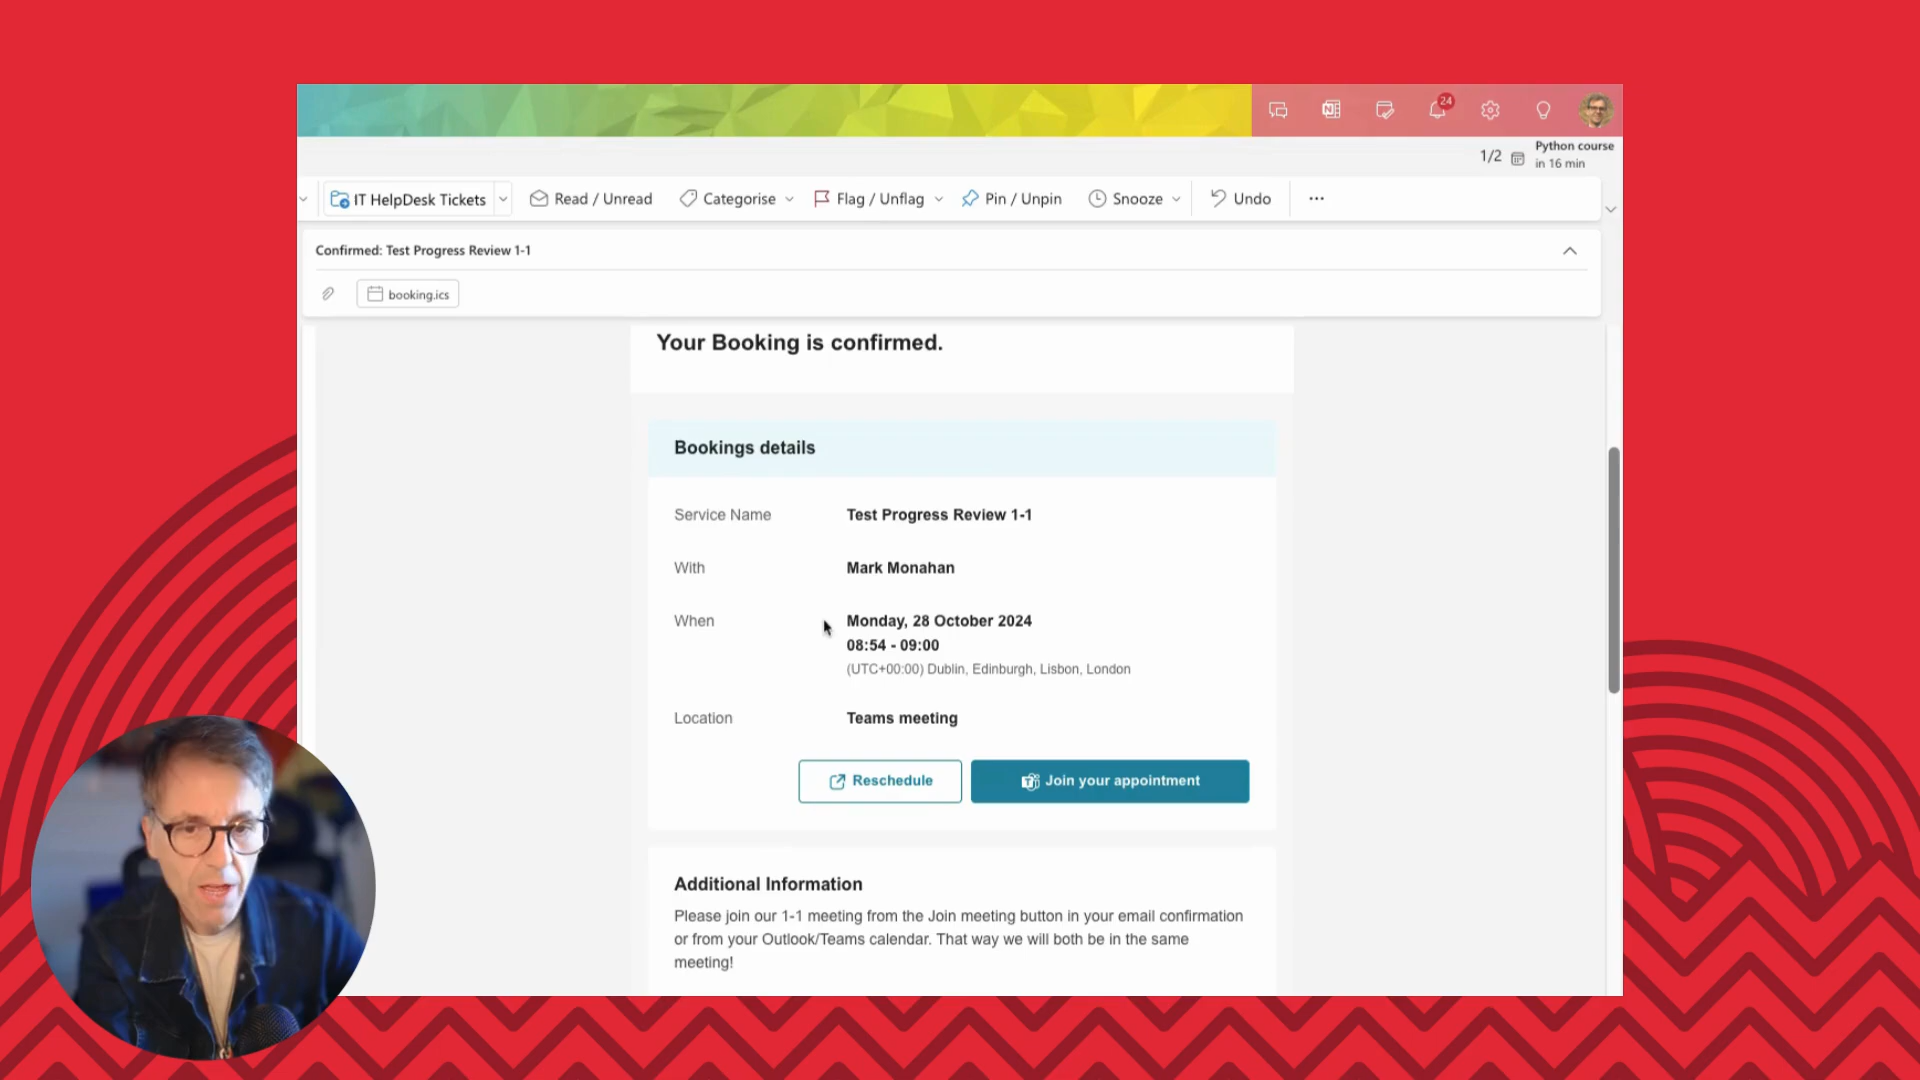 24
1/2
Python course
in 16 min
IT HelpDesk Tickets
Read / Unread
Categorise
Flag / Unflag
Pin / Unpin
Snooze
Undo
Confirmed: Test Progress Review 1-1
booking.ics
Your Booking is confirmed.
Bookings details
Service Name
Test Progress Review 1-1
With
Mark Monahan
When
Monday, 28 October 2024
08:54 - 09:00
(UTC+00:00) Dublin, Edinburgh, Lisbon, London
Location
Teams meeting
Reschedule
Join your appointment
Additional Information
Please join our 1-1 meeting from the Join meeting button in your email confirmation
or from your Outlook/Teams calendar. That way we will both be in the same
meeting!